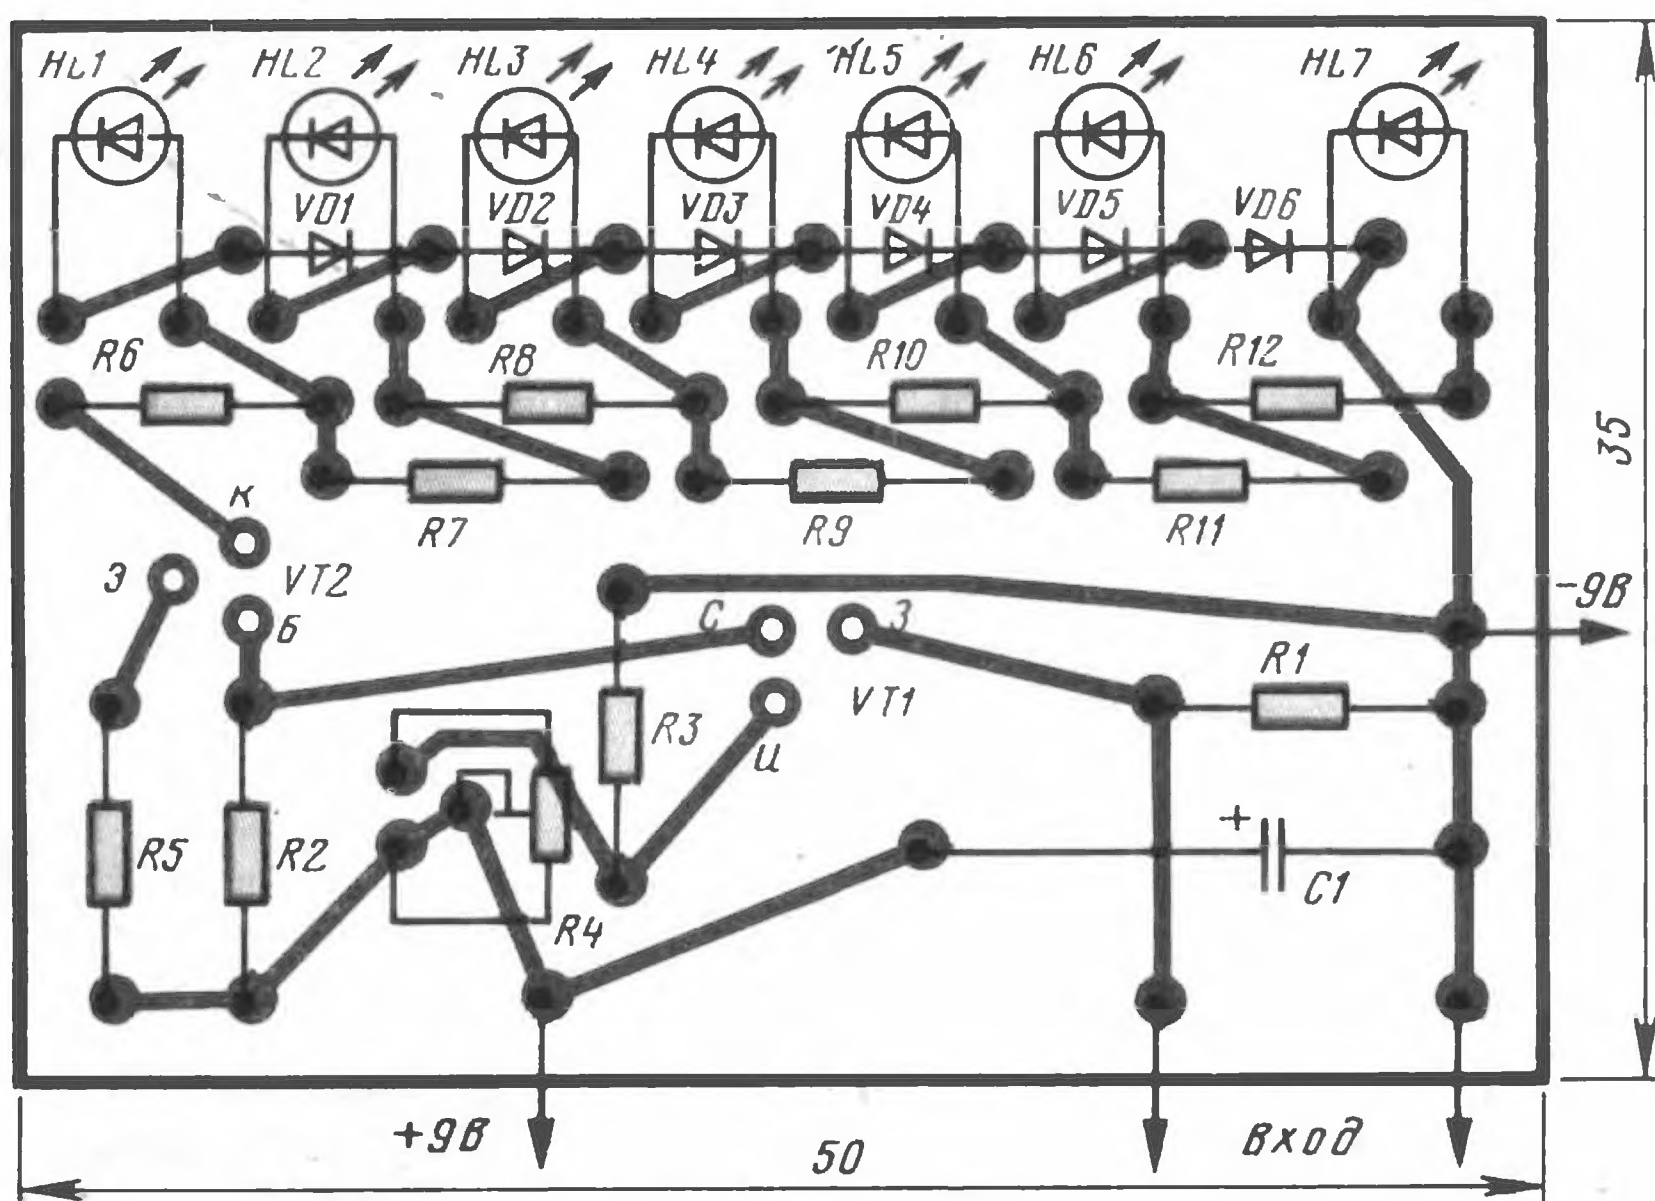 HL1 HL2 HL3 HL4 HL5 HL6 HL7
VD1 VD2 VD3 VD4 VD5 VD6
R6 R8 R10 R12
R7 R9 R11
35
К
Э VT2
Б
С З
-9В
R1
VT1
R3
И
R5 R2
R4
+
C1
+9В
50
вход